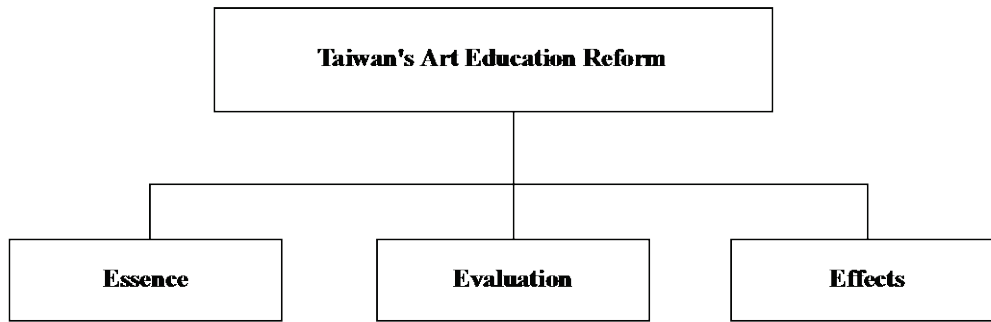 Taiwan's Art Education Reform
Essence
Evaluation
Effects